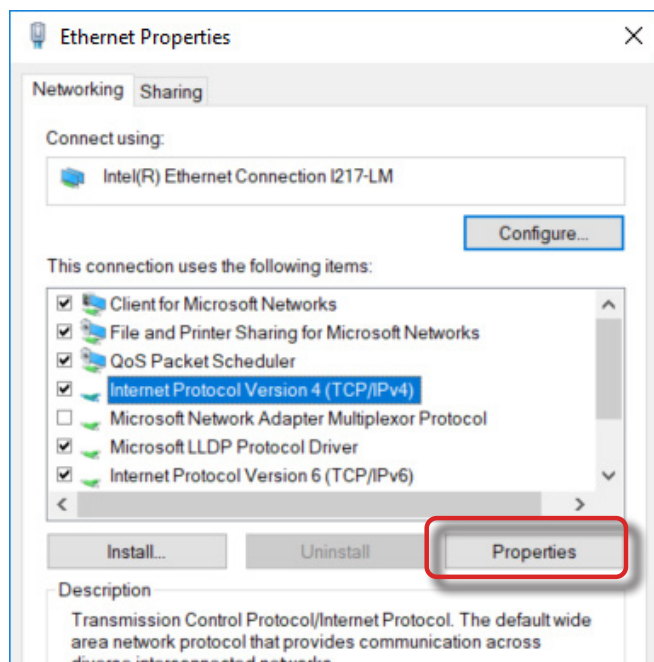 Ethernet Properties
Networking Sharing
Connect using:
Intel(R) Ethernet Connection I217-LM
Configure...
This connection uses the following items:
Client for Microsoft Networks
File and Printer Sharing for Microsoft Networks
QoS Packet Scheduler
Internet Protocol Version 4 (TCP/IPv4)
Microsoft Network Adapter Multiplexor Protocol
Microsoft LLDP Protocol Driver
Internet Protocol Version 6 (TCP/IPv6)
Install... Uninstall Properties
Description
Transmission Control Protocol/Internet Protocol. The default wide
area network protocol that provides communication across
diverse interconnected networks.